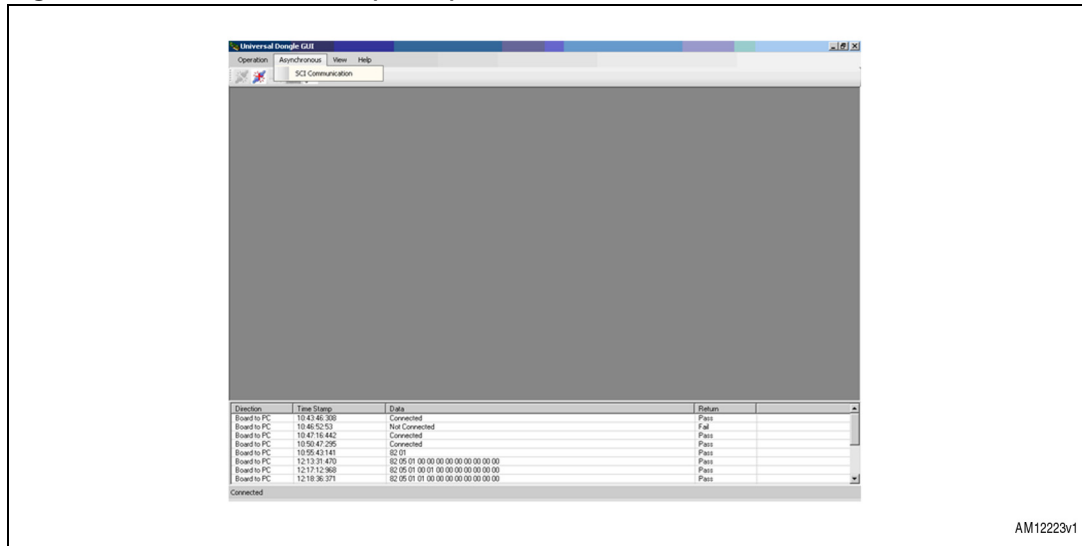 Universal Dongle GUI
Operation Asynchronous View Help
SCI Communication
Direction Time Stamp Data Return
Board to PC 10:43:46:308 Connected Pass
Board to PC 10:46:52:53 Not Connected Fail
Board to PC 10:47:16:442 Connected Pass
Board to PC 10:50:47:295 Connected Pass
Board to PC 10:55:43:141 82 01 Pass
Board to PC 12:13:31:470 82 05 01 00 00 00 00 00 00 00 00 00 Pass
Board to PC 12:17:12:968 82 05 01 00 01 00 00 00 00 00 00 00 Pass
Board to PC 12:18:36:371 82 05 01 01 00 00 00 00 00 00 00 00 Pass
Connected
AM12223v1